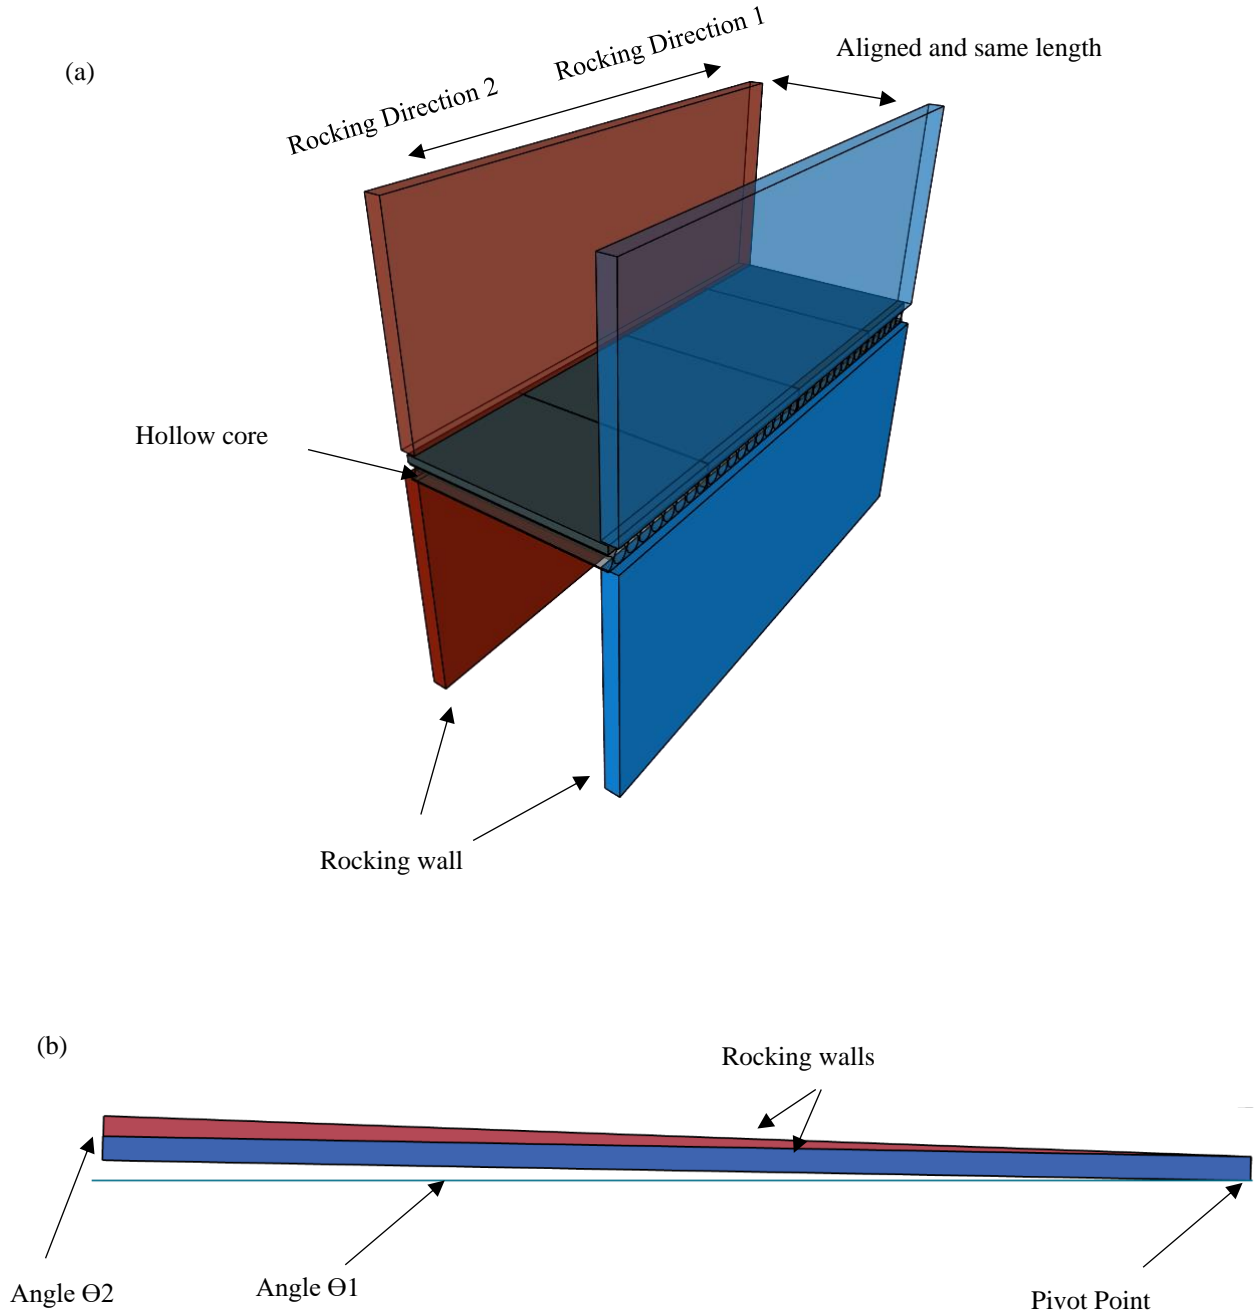 (a)
Rocking Direction 2
Rocking Direction 1
Aligned and same length
Hollow core
Rocking wall
(b)
Rocking walls
Angle ϴ2
Angle ϴ1
Pivot Point